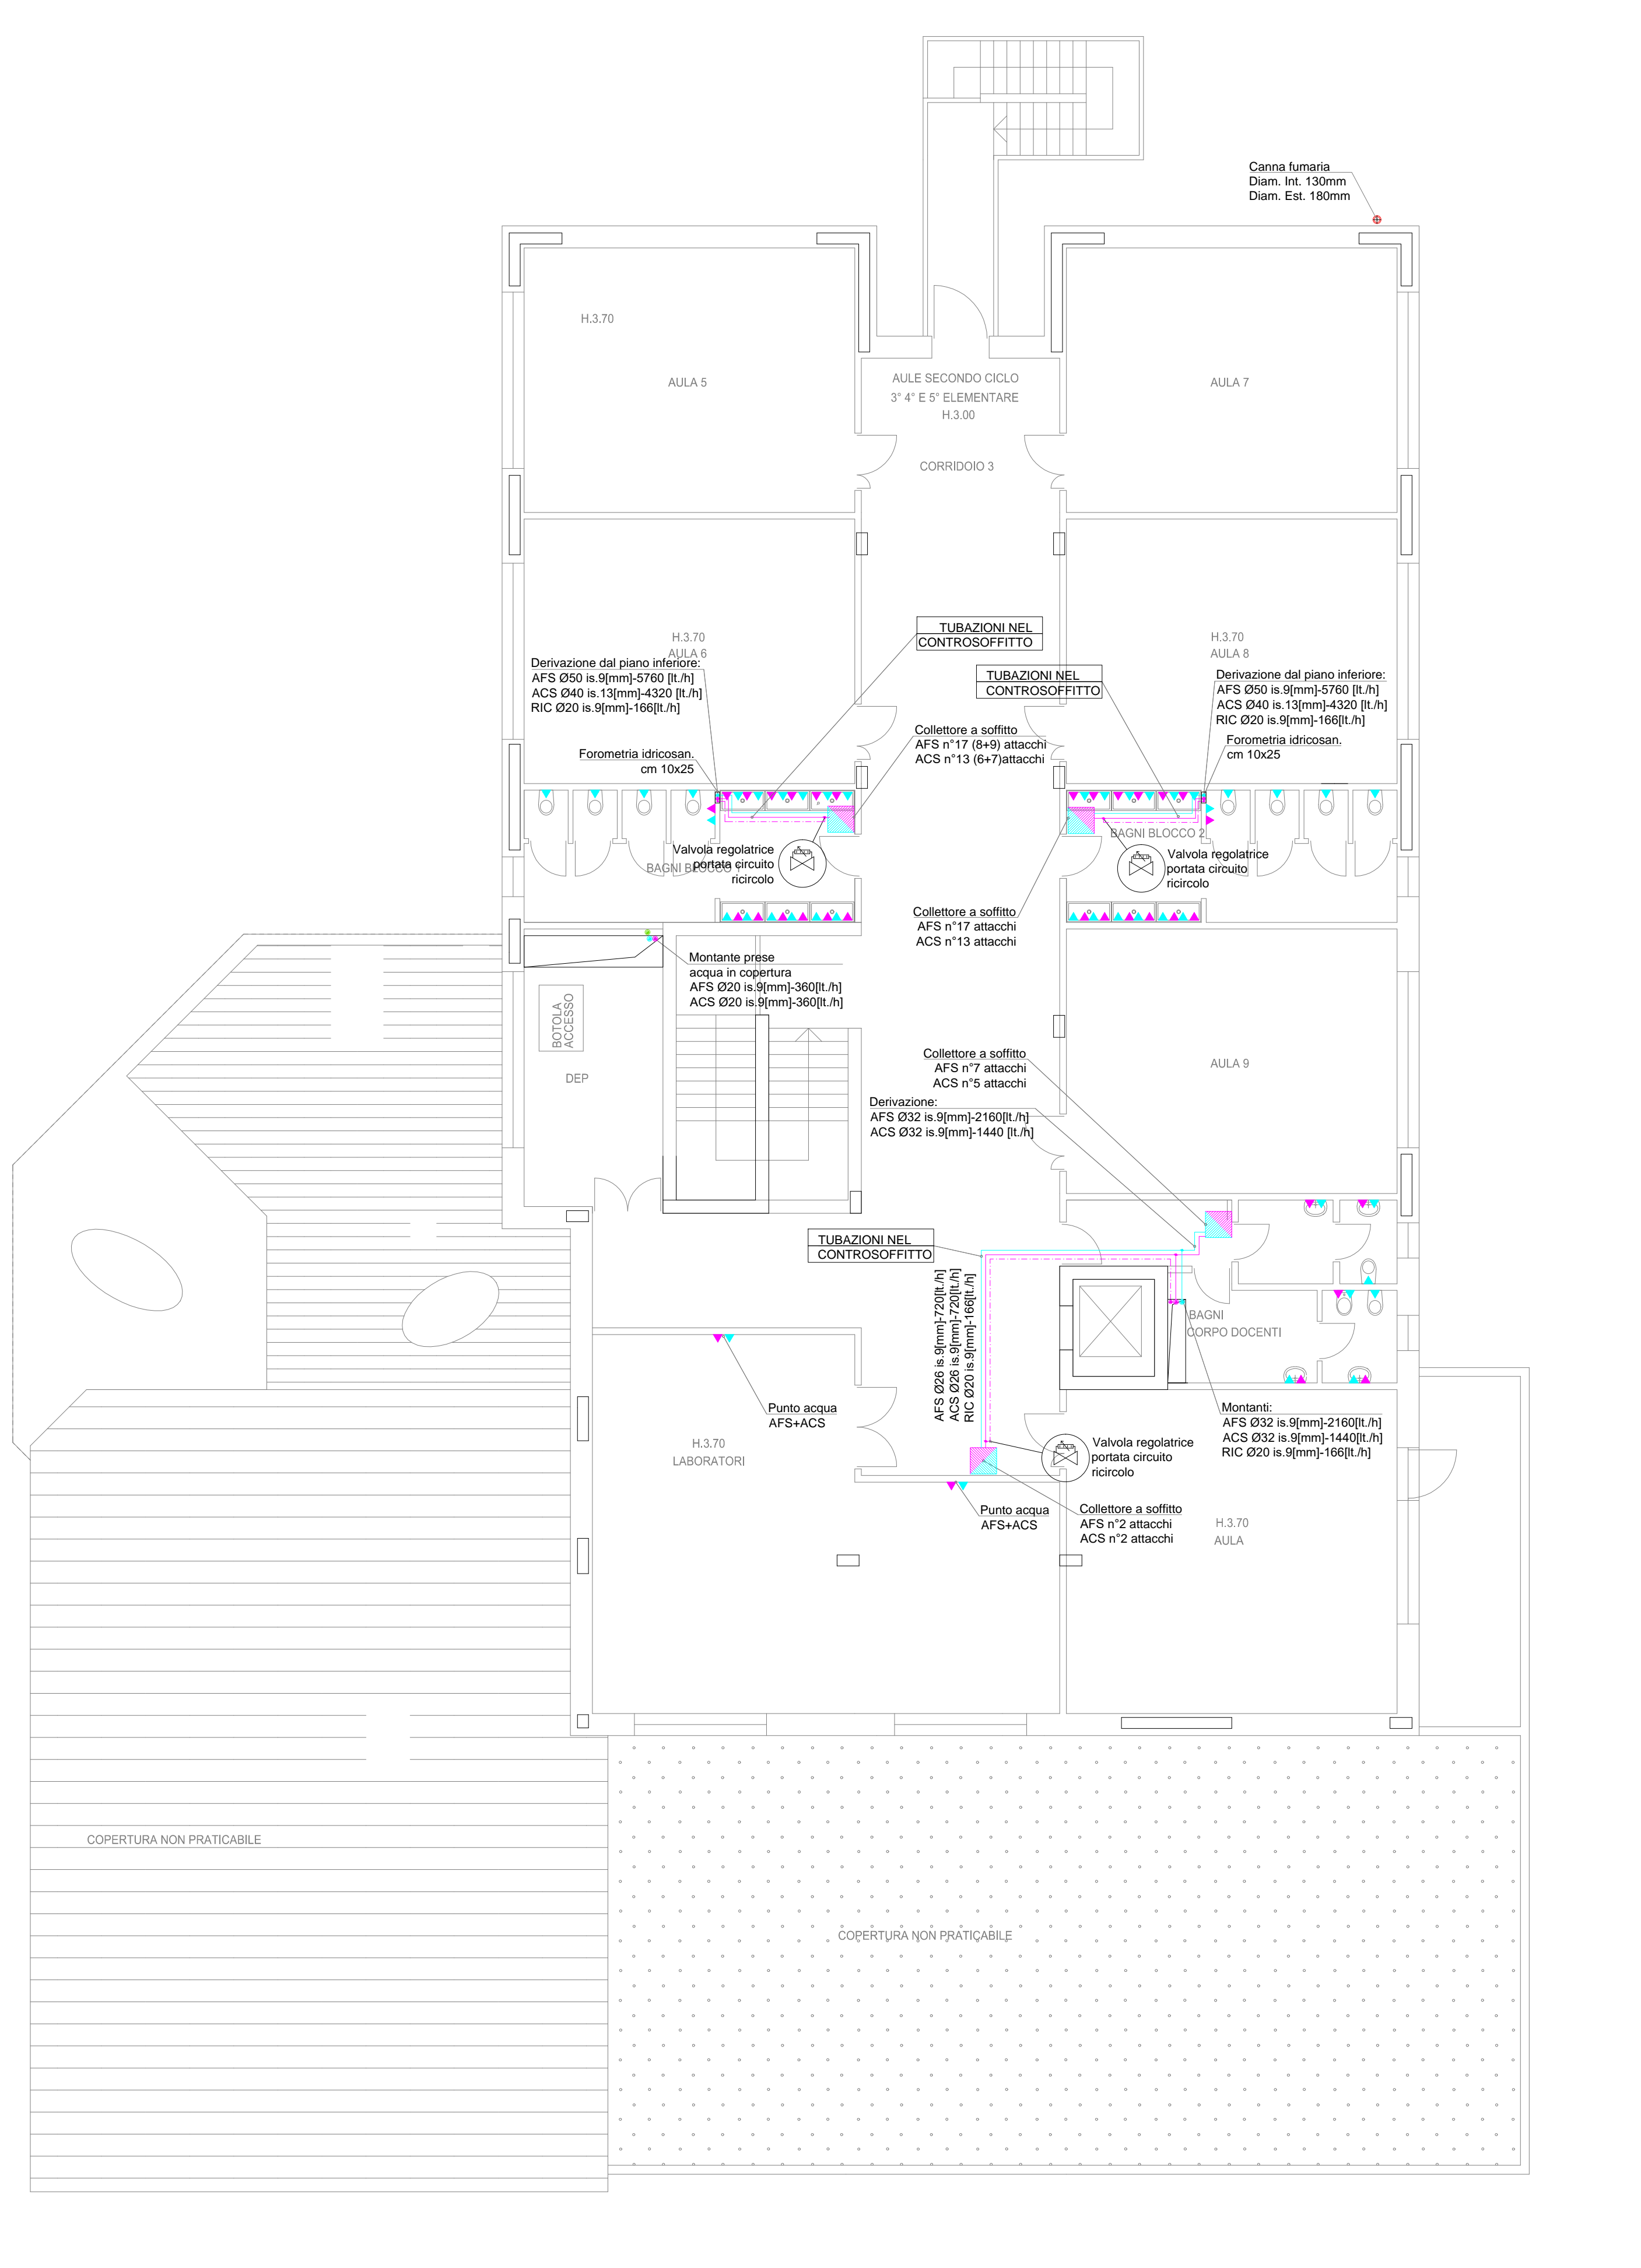 Canna fumaria
Diam. Int. 130mm
Diam. Est. 180mm
H.3.70
AULA 5
AULE SECONDO CICLO
3° 4° E 5° ELEMENTARE
H.3.00
AULA 7
CORRIDOIO 3
TUBAZIONI NEL
CONTROSOFFITTO
H.3.70
AULA 6
H.3.70
AULA 8
Derivazione dal piano inferiore:
AFS Ø50 is.9[mm]-5760 [lt./h]
ACS Ø40 is.13[mm]-4320 [lt./h]
RIC Ø20 is.9[mm]-166[lt./h]
TUBAZIONI NEL
CONTROSOFFITTO
Derivazione dal piano inferiore:
AFS Ø50 is.9[mm]-5760 [lt./h]
ACS Ø40 is.13[mm]-4320 [lt./h]
RIC Ø20 is.9[mm]-166[lt./h]
Collettore a soffitto
AFS n°17 (8+9) attacchi
ACS n°13 (6+7)attacchi
Forometria idricosan.
cm 10x25
Forometria idricosan.
cm 10x25
BAGNI BLOCCO 2
Valvola regolatrice
portata circuito
ricircolo
BAGNI BLOCCO 1
Valvola regolatrice
portata circuito
ricircolo
Collettore a soffitto
AFS n°17 attacchi
ACS n°13 attacchi
Montante prese
acqua in copertura
AFS Ø20 is.9[mm]-360[lt./h]
ACS Ø20 is.9[mm]-360[lt./h]
BOTOLA
ACCESSO
DEP
Collettore a soffitto
AFS n°7 attacchi
ACS n°5 attacchi
AULA 9
Derivazione:
AFS Ø32 is.9[mm]-2160[lt./h]
ACS Ø32 is.9[mm]-1440 [lt./h]
TUBAZIONI NEL
CONTROSOFFITTO
AFS Ø26 is.9[mm]-720[lt./h]
ACS Ø26 is.9[mm]-720[lt./h]
RIC Ø20 is.9[mm]-166[lt./h]
BAGNI
CORPO DOCENTI
Punto acqua
AFS+ACS
Montanti:
AFS Ø32 is.9[mm]-2160[lt./h]
ACS Ø32 is.9[mm]-1440[lt./h]
RIC Ø20 is.9[mm]-166[lt./h]
H.3.70
LABORATORI
Valvola regolatrice
portata circuito
ricircolo
Punto acqua
AFS+ACS
Collettore a soffitto
AFS n°2 attacchi
ACS n°2 attacchi
H.3.70
AULA
COPERTURA NON PRATICABILE
COPERTURA NON PRATICABILE